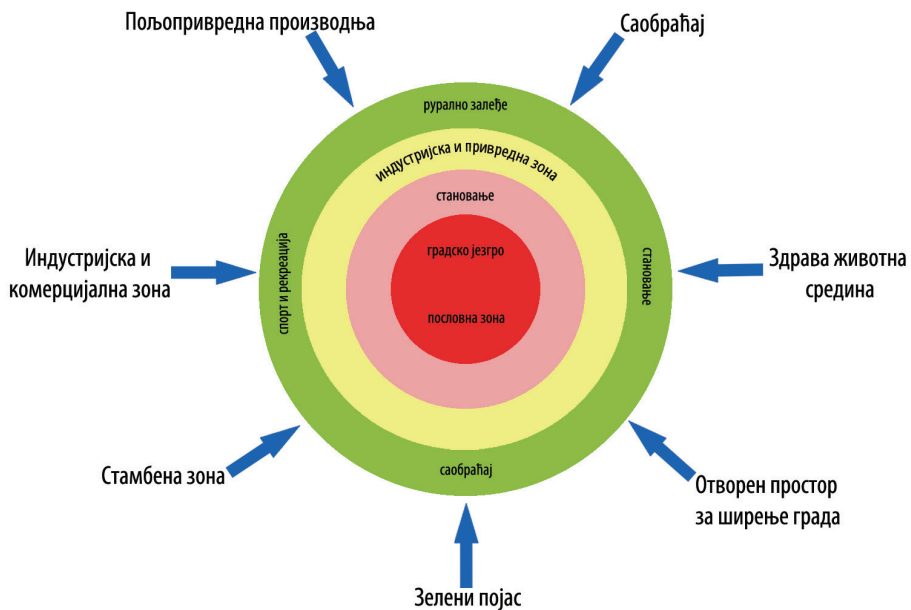 Пољопривредна производња
Саобраћај
рурално залеђе
индустријска и привредна зона
становање
градско језгро
пословна зона
спорт и рекреација
становање
саобраћај
Индустријска и
комерцијална зона
Здрава животна
средина
Стамбена зона
Отворен простор
за ширење града
Зелени појас